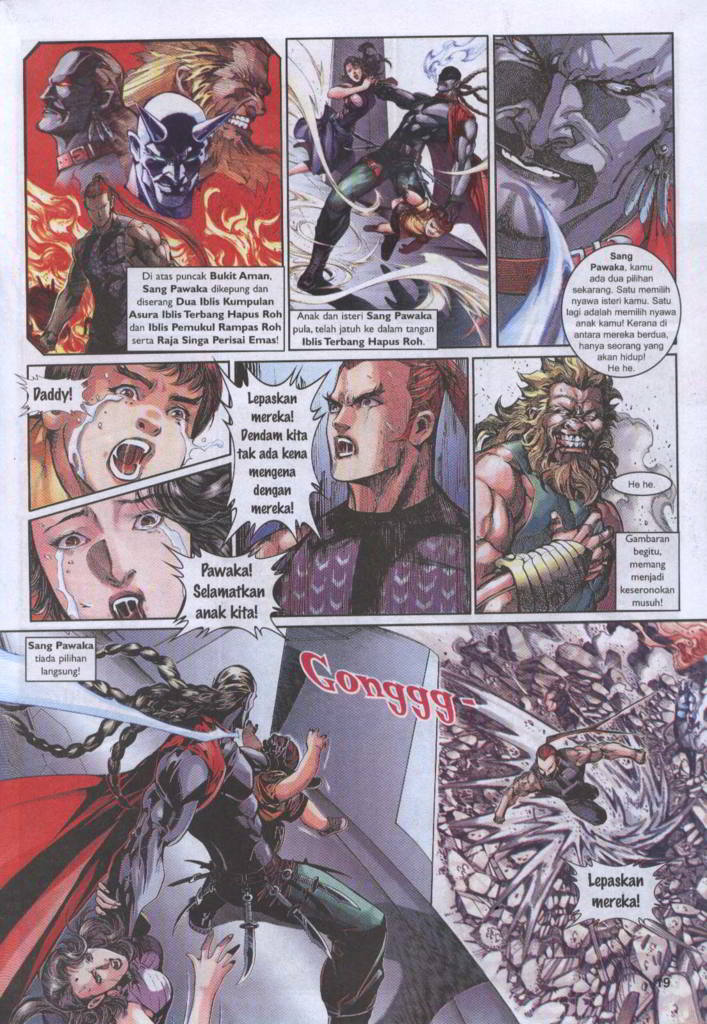 Di atas puncak Bukit Aman,
Sang Pawaka dikepung dan
diserang Dua Iblis Kumpulan
Asura Iblis Terbang Hapus Roh
dan Iblis Pemukul Rampas Roh
serta Raja Singa Perisai Emas!
Anak dan isteri Sang Pawaka
pula, telah jatuh ke dalam tangan
Iblis Terbang Hapus Roh.
Sang
Pawaka, kamu
ada dua pilihan
sekarang. Satu memilih
nyawa isteri kamu. Satu
lagi adalah memilih nyawa
anak kamu! Kerana di
antara mereka berdua,
hanya seorang yang
akan hidup!
He he.
Daddy!
Pawaka!
Selamatkan
anak kita!
Lepaskan
mereka!
Dendam kita
tak ada kena
mengena
dengan
mereka!
He he.
Gambaran
begitu,
memang
menjadi
keseronokan
musuh!
Sang Pawaka
tiada pilihan
langsung!
Gonggg-
Lepaskan
mereka!
19